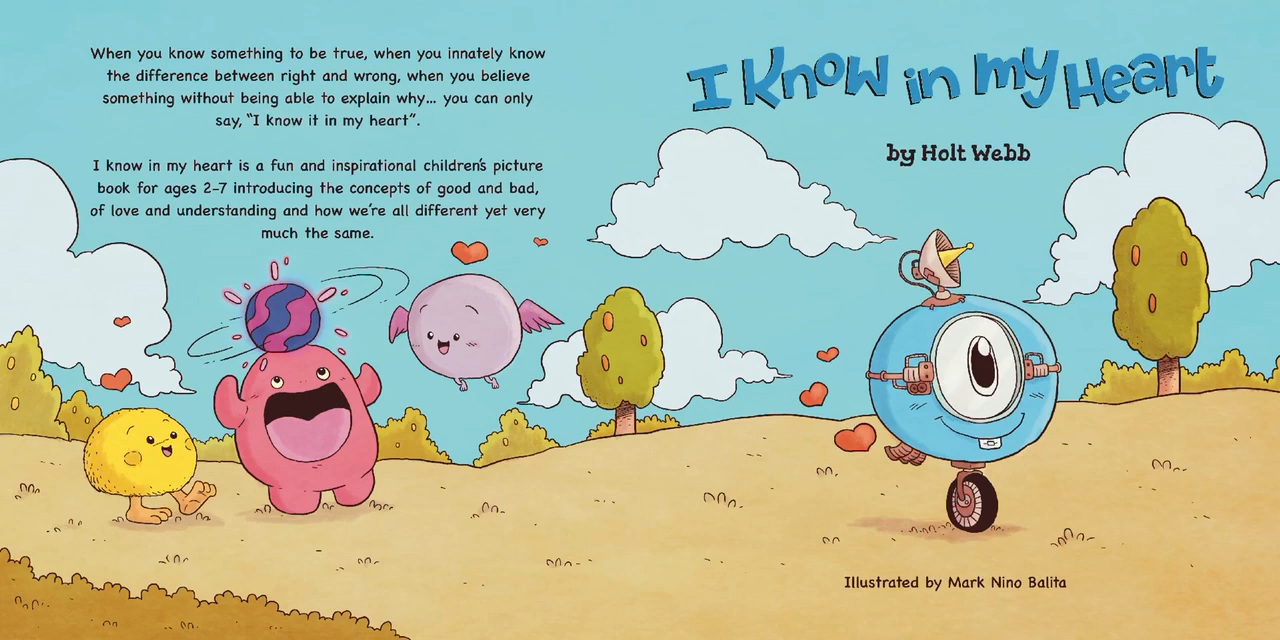 When you know something to be true, when you innately know
the difference between right and wrong, when you believe
something without being able to explain why... you can only
say, “I know it in my heart”.
I know in my heart is a fun and inspirational children's picture
book for ages 2-7 introducing the concepts of good and bad,
of love and understanding and how we're all different yet very
much the same.
I Know in my Heart
by Holt Webb
Illustrated by Mark Nino Balita